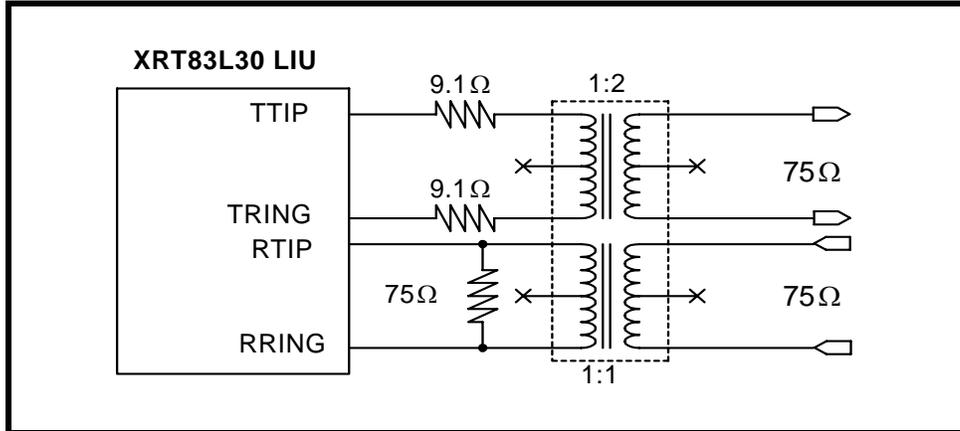 XRT83L30 LIU
9.1Ω
1:2
TTIP
75Ω
9.1Ω
TRING
RTIP
75Ω
75Ω
RRING
1:1